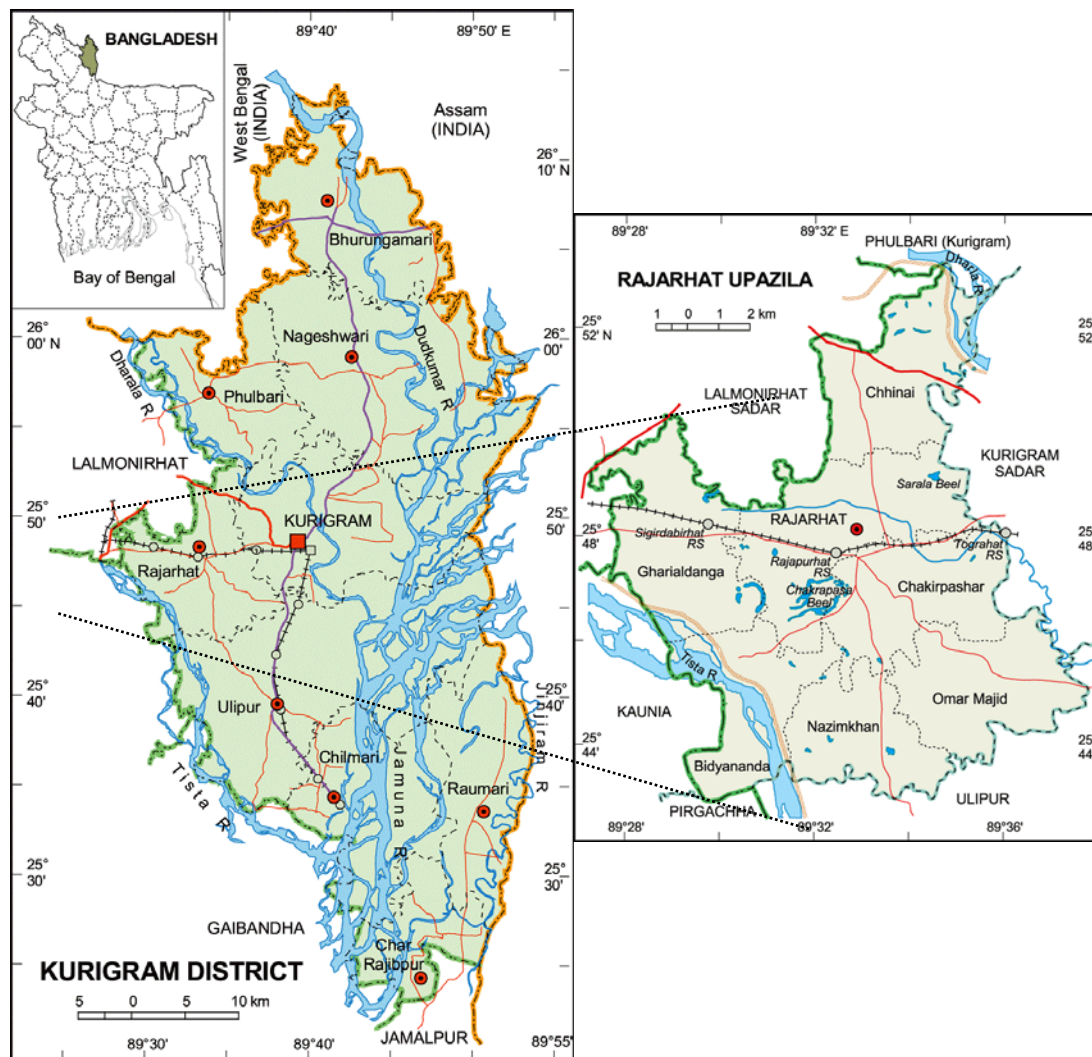 BANGLADESH
Bay of Bengal
89°40'
89°50' E
West Bengal
(INDIA)
Assam
(INDIA)
26°
10' N
Bhurungamari
26°
00' N
26°
00'
Nageshwari
Dudkumar R
Dharala R
Phulbari
LALMONIRHAT
25°
50'
25°
50'
KURIGRAM
Rajarhat
25°
40'
25°
40'
Ulipur
Jinjiram R
Chilmari
Jamuna R
Raumari
Tista R
25°
30'
25°
30'
GAIBANDHA
Char
Rajibpur
KURIGRAM DISTRICT
5 0 5 10 km
JAMALPUR
89°30'
89°40'
89°55'
89°28'
89°32' E
PHULBARI (Kurigram)
Dharla R
RAJARHAT UPAZILA
1 0 1 2 km
25°
52' N
25°
52'
LALMONIRHAT
SADAR
Chhinai
KURIGRAM
SADAR
Sarala Beel
25°
48'
25°
48'
RAJARHAT
Sigirdabirhat
RS
Rajapurhat
RS
Tograhat
RS
Gharialdanga
Chakrapasa
Beel
Chakirpashar
Tista R
KAUNIA
Omar Majid
Nazimkhan
25°
44'
25°
44'
Bidyananda
PIRGACHHA
ULIPUR
89°28'
89°32'
89°36'